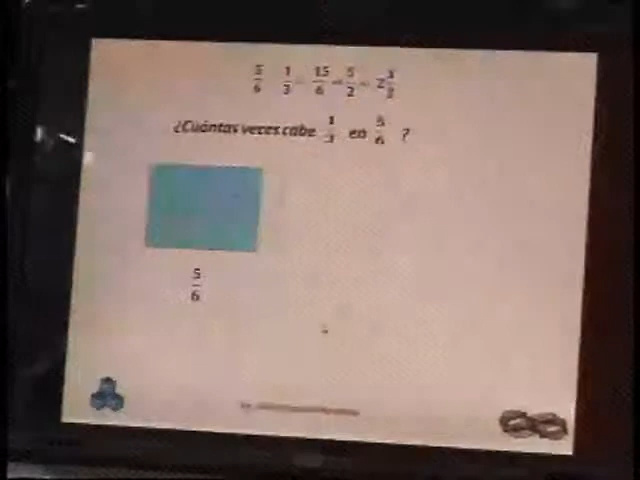 5/6 1/3 = 15/6 = 5/2 = 2 1/2
¿Cuántas veces cabe 1/3 en 5/6 ?
5/6